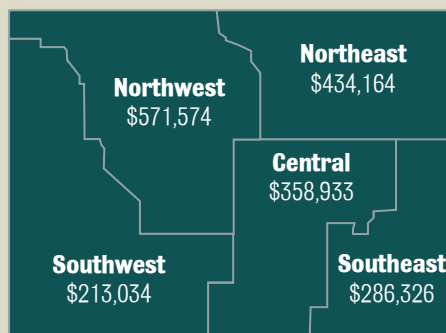 Northeast
$434,164
Northwest
$571,574
Central
$358,933
Southwest
$213,034
Southeast
$286,326